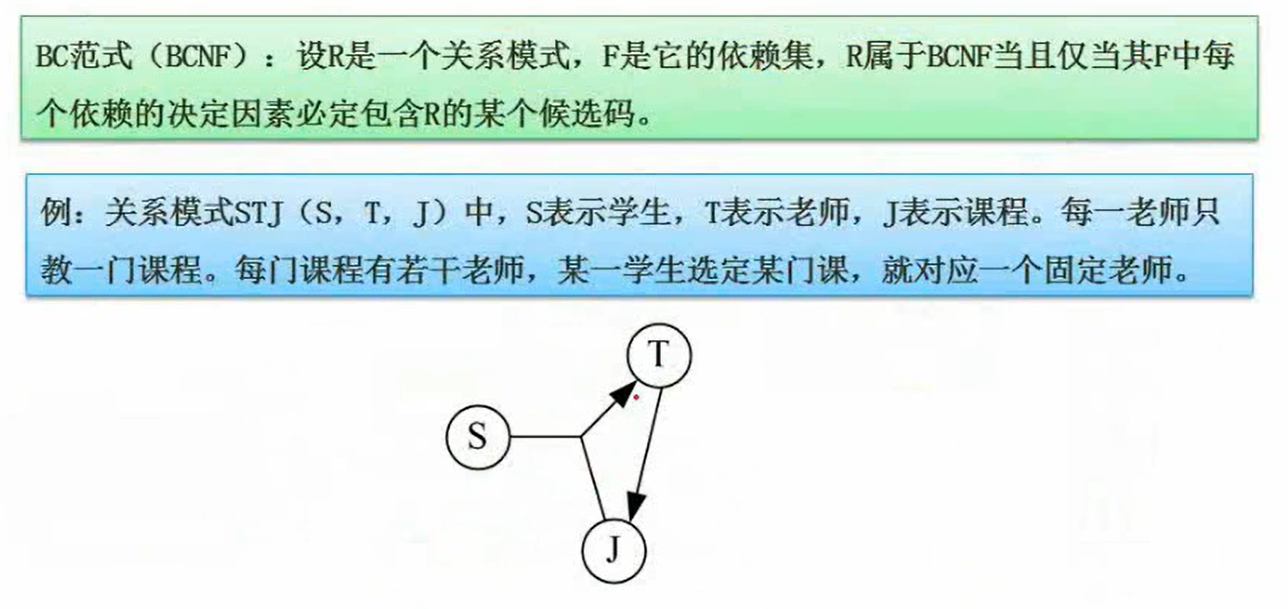 BC范式（BCNF）：设R是一个关系模式，F是它的依赖集，R属于BCNF当且仅当其F中每
个依赖的决定因素必定包含R的某个候选码。
例：关系模式STJ（S，T，J）中，S表示学生，T表示老师，J表示课程。每一老师只
教一门课程。每门课程有若干老师，某一学生选定某门课，就对应一个固定老师。
T
S
J